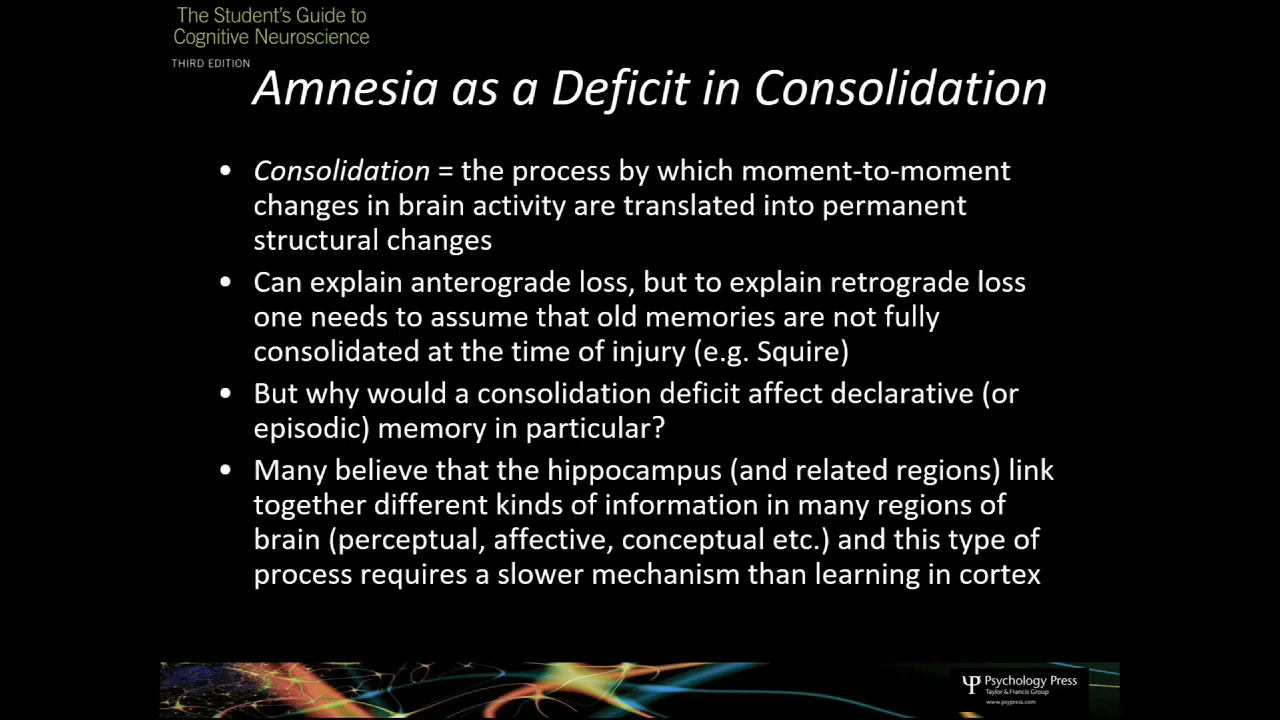 The Student's Guide to
Cognitive Neuroscience
THIRD EDITION
Amnesia as a Deficit in Consolidation
• Consolidation = the process by which moment-to-moment
changes in brain activity are translated into permanent
structural changes
• Can explain anterograde loss, but to explain retrograde loss
one needs to assume that old memories are not fully
consolidated at the time of injury (e.g. Squire)
• But why would a consolidation deficit affect declarative (or
episodic) memory in particular?
• Many believe that the hippocampus (and related regions) link
together different kinds of information in many regions of
brain (perceptual, affective, conceptual etc.) and this type of
process requires a slower mechanism than learning in cortex
Psychology Press
Taylor & Francis Group
www.psypress.com